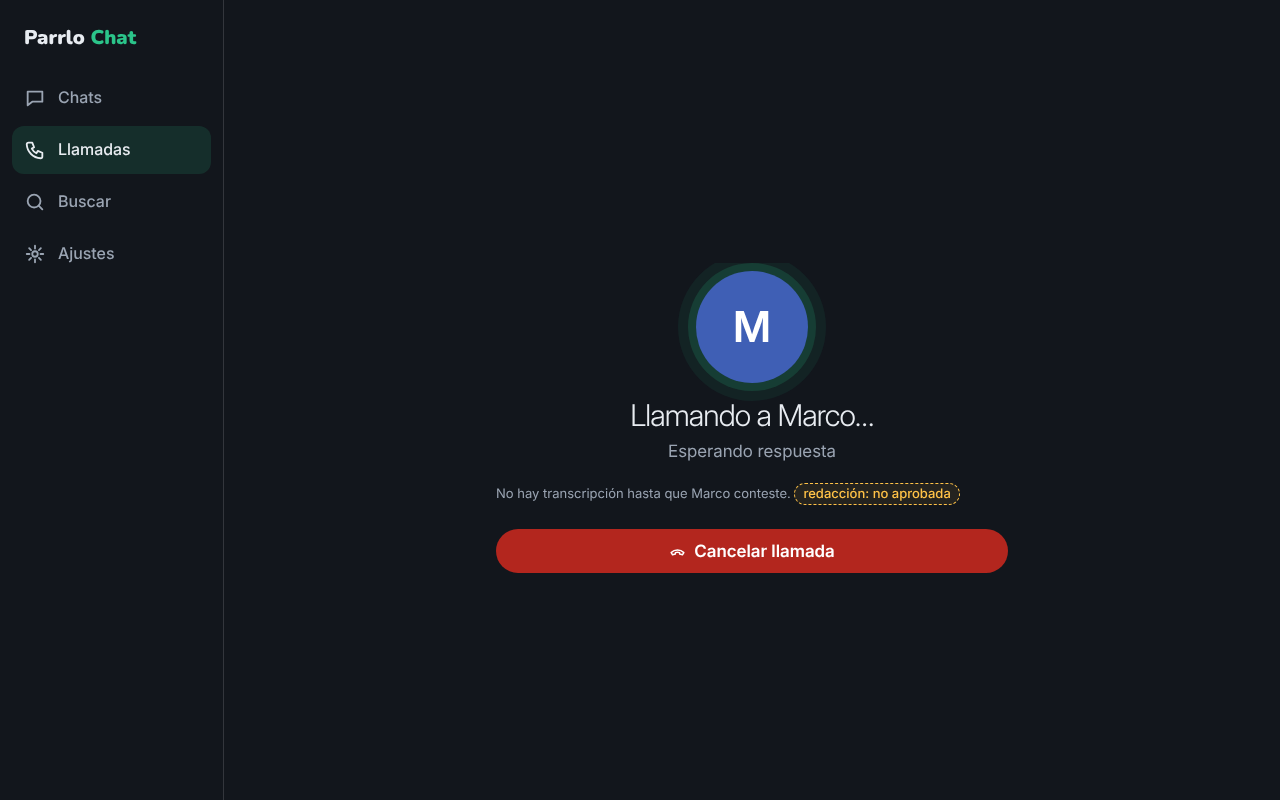 Parrlo Chat
Chats
Llamadas
Buscar
Ajustes
M
Llamando a Marco…
Esperando respuesta
No hay transcripción hasta que Marco conteste. redacción: no aprobada
Cancelar llamada